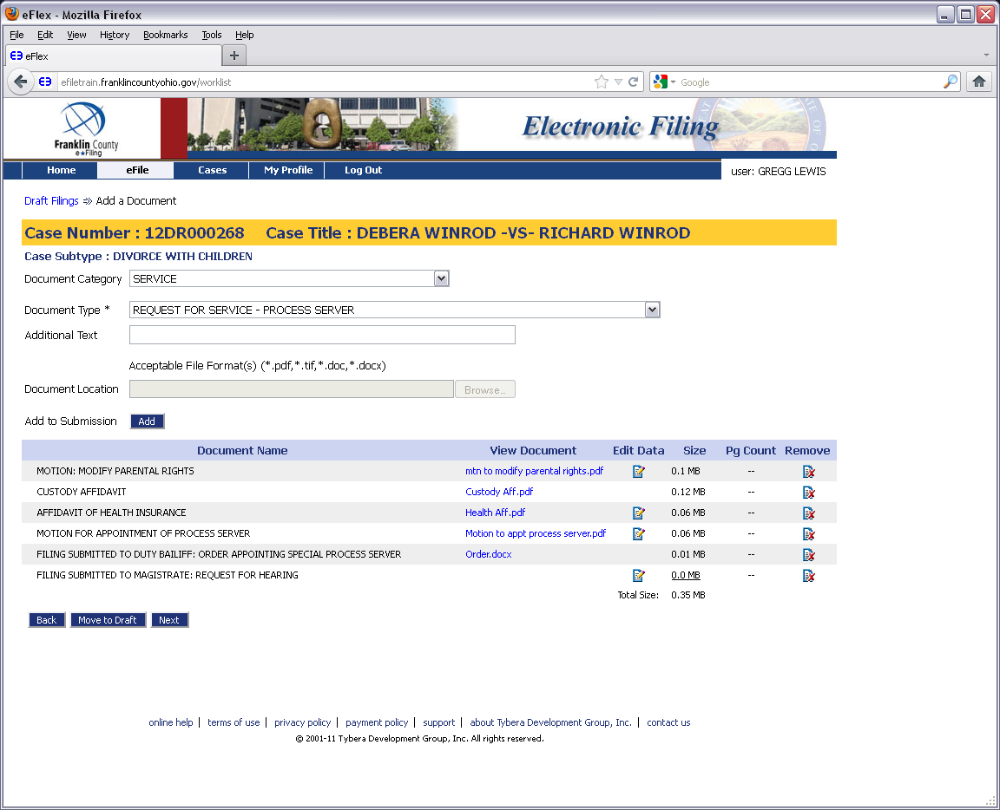 eFlex - Mozilla Firefox
File Edit View History Bookmarks Tools Help
eFlex
efiletrain.franklincountyohio.gov/worklist
Google
Franklin County
e★Filing
Electronic Filing
Home eFile Cases My Profile Log Out
user: GREGG LEWIS
Draft Filings ⇒ Add a Document
Case Number : 12DR000268 Case Title : DEBERA WINROD -VS- RICHARD WINROD
Case Subtype : DIVORCE WITH CHILDREN
Document Category SERVICE
Document Type * REQUEST FOR SERVICE - PROCESS SERVER
Additional Text
Acceptable File Format(s) (*.pdf,*.tif,*.doc,*.docx)
Document Location Browse...
Add to Submission Add
Document Name View Document Edit Data Size Pg Count Remove
MOTION: MODIFY PARENTAL RIGHTS mtn to modify parental rights.pdf 0.1 MB --
CUSTODY AFFIDAVIT Custody Aff.pdf 0.12 MB --
AFFIDAVIT OF HEALTH INSURANCE Health Aff.pdf 0.06 MB --
MOTION FOR APPOINTMENT OF PROCESS SERVER Motion to appt process server.pdf 0.06 MB --
FILING SUBMITTED TO DUTY BAILIFF: ORDER APPOINTING SPECIAL PROCESS SERVER Order.docx 0.01 MB --
FILING SUBMITTED TO MAGISTRATE: REQUEST FOR HEARING 0.0 MB --
Total Size: 0.35 MB
Back Move to Draft Next
online help | terms of use | privacy policy | payment policy | support | about Tybera Development Group, Inc. | contact us
© 2001-11 Tybera Development Group, Inc. All rights reserved.